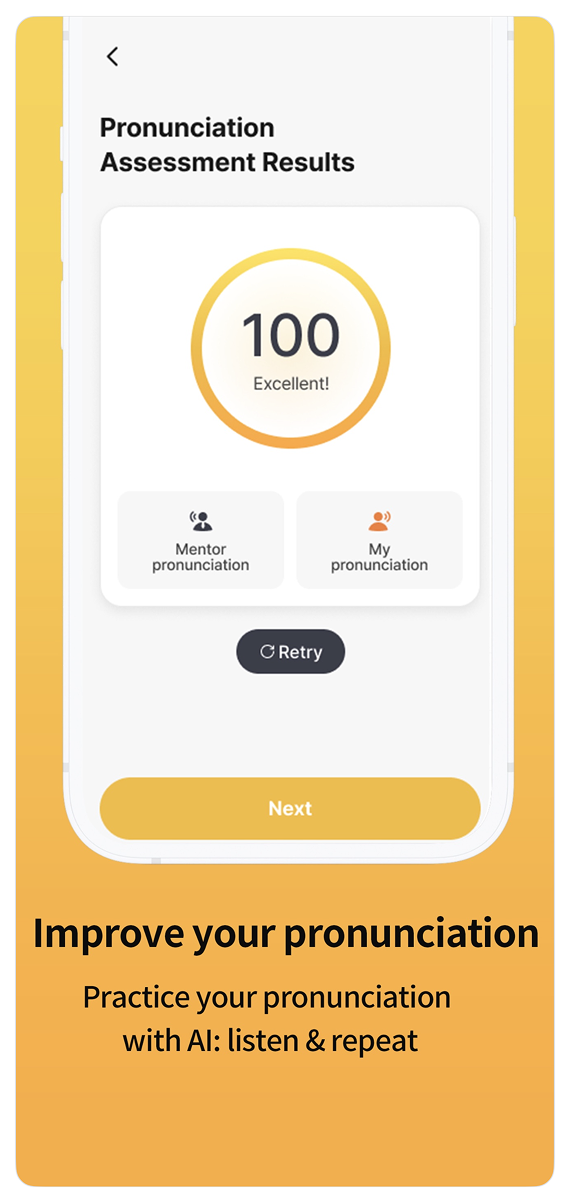 Pronunciation
Assessment Results
100
Excellent!
Mentor
pronunciation
My
pronunciation
Retry
Next
Improve your pronunciation
Practice your pronunciation
with AI: listen & repeat